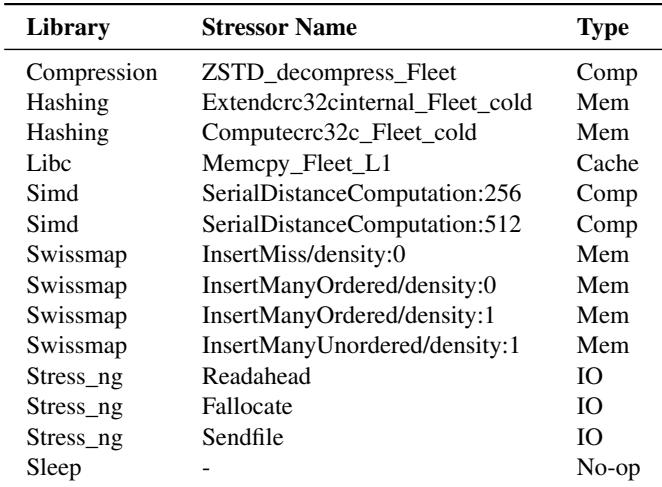 Library Stressor Name Type
Compression ZSTD_decompress_Fleet Comp
Hashing Extendcrc32cinternal_Fleet_cold Mem
Hashing Computecrc32c_Fleet_cold Mem
Libc Memcpy_Fleet_L1 Cache
Simd SerialDistanceComputation:256 Comp
Simd SerialDistanceComputation:512 Comp
Swissmap InsertMiss/density:0 Mem
Swissmap InsertManyOrdered/density:0 Mem
Swissmap InsertManyOrdered/density:1 Mem
Swissmap InsertManyUnordered/density:1 Mem
Stress_ng Readahead IO
Stress_ng Fallocate IO
Stress_ng Sendfile IO
Sleep - No-op